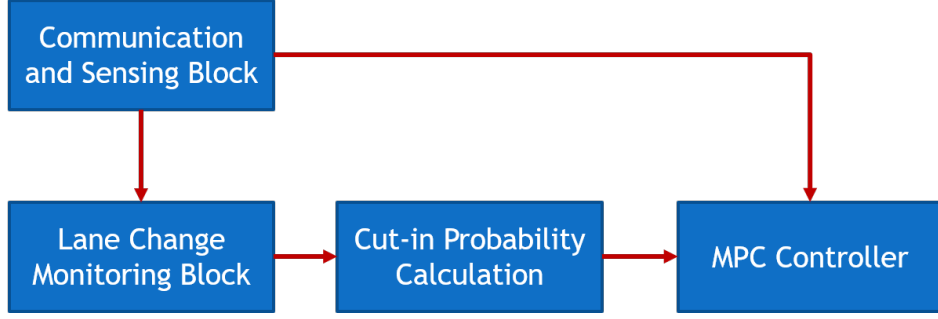 Communication
and Sensing Block
Lane Change
Monitoring Block
Cut-in Probability
Calculation
MPC Controller